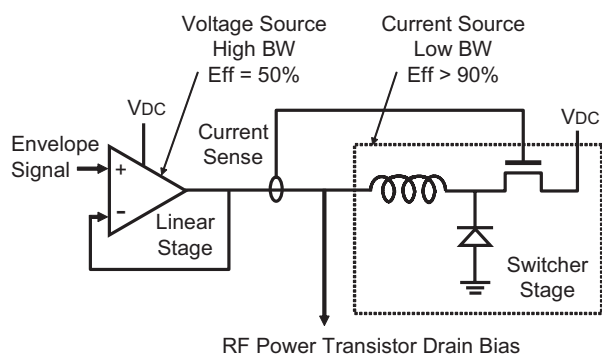 Voltage Source
High BW
Eff = 50%
Current Source
Low BW
Eff > 90%
VDC
Current
Sense
VDC
Envelope
Signal
+
–
Linear
Stage
Switcher
Stage
RF Power Transistor Drain Bias